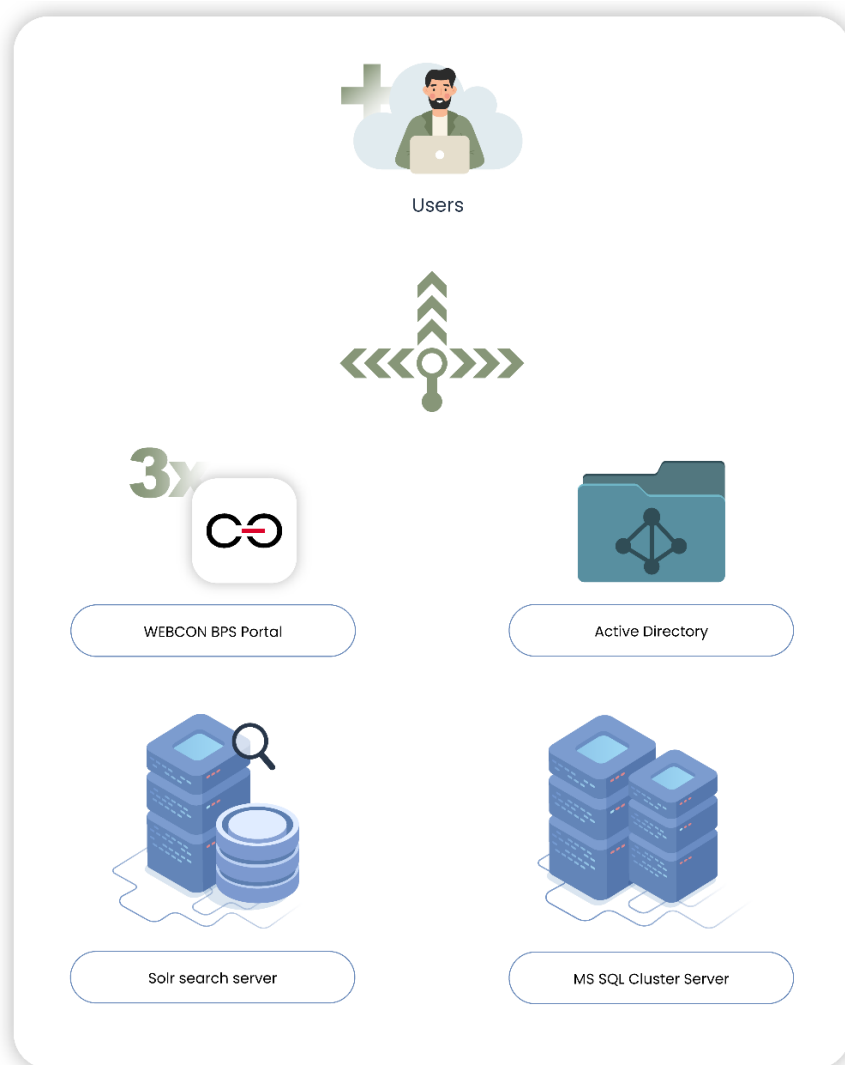 Users
3x
WEBCON BPS Portal
Active Directory
Solr search server
MS SQL Cluster Server